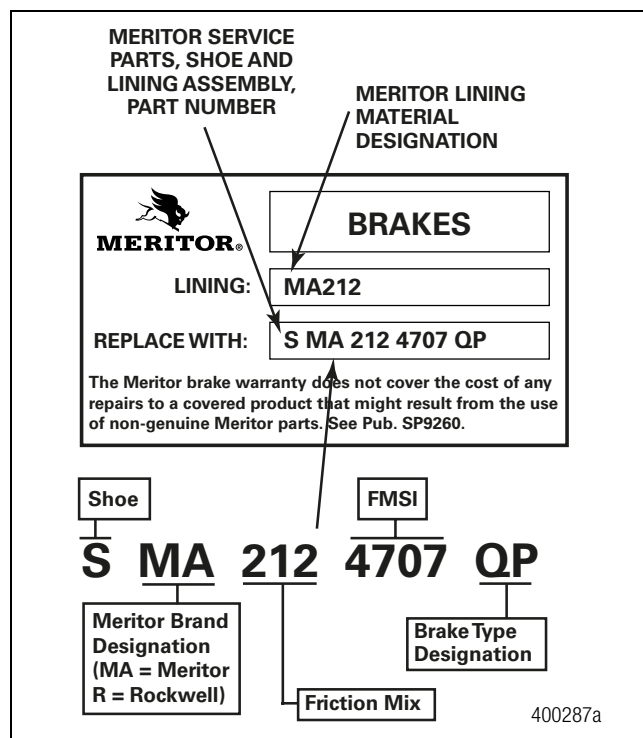 MERITOR SERVICE
PARTS, SHOE AND
LINING ASSEMBLY,
PART NUMBER
MERITOR LINING
MATERIAL
DESIGNATION
MERITOR®
BRAKES
LINING:
MA212
REPLACE WITH:
S MA 212 4707 QP
The Meritor brake warranty does not cover the cost of any
repairs to a covered product that might result from the use
of non-genuine Meritor parts. See Pub. SP9260.
Shoe
FMSI
S MA 212 4707 QP
Meritor Brand
Designation
(MA = Meritor
R = Rockwell)
Brake Type
Designation
Friction Mix
400287a